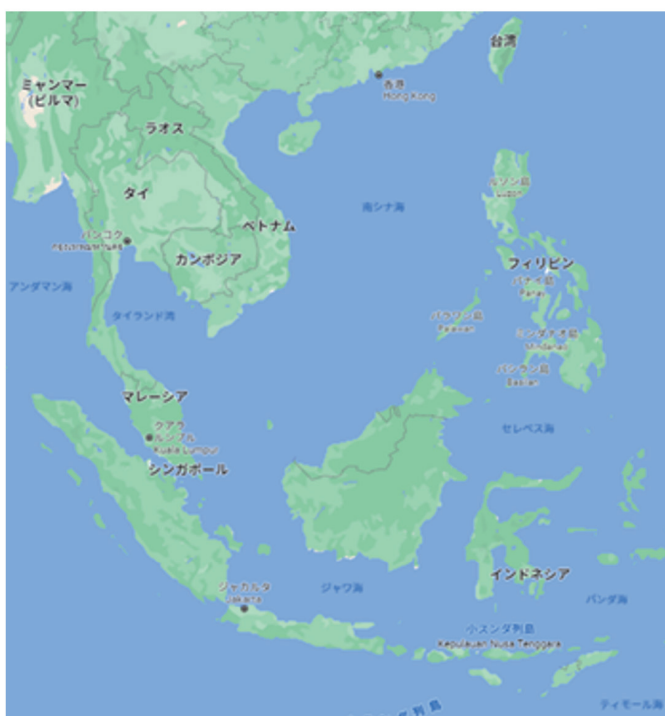 台湾
香港
Hong Kong
ミャンマー
(ビルマ)
ラオス
タイ
ルソン島
Luzon
南シナ海
ベトナム
バンコク
カンボジア
フィリピン
パナイ島
Panay
アンダマン海
タイランド湾
パラワン島
Palawan
ミンダナオ島
Mindanao
バシラン島
Basilan
マレーシア
クアラ
ルンプル
Kuala Lumpur
セレベス海
シンガポール
インドネシア
ジャカルタ
Jakarta
ジャワ海
バンダ海
小スンダ列島
Kepulauan Nusa Tenggara
列島
ティモール海